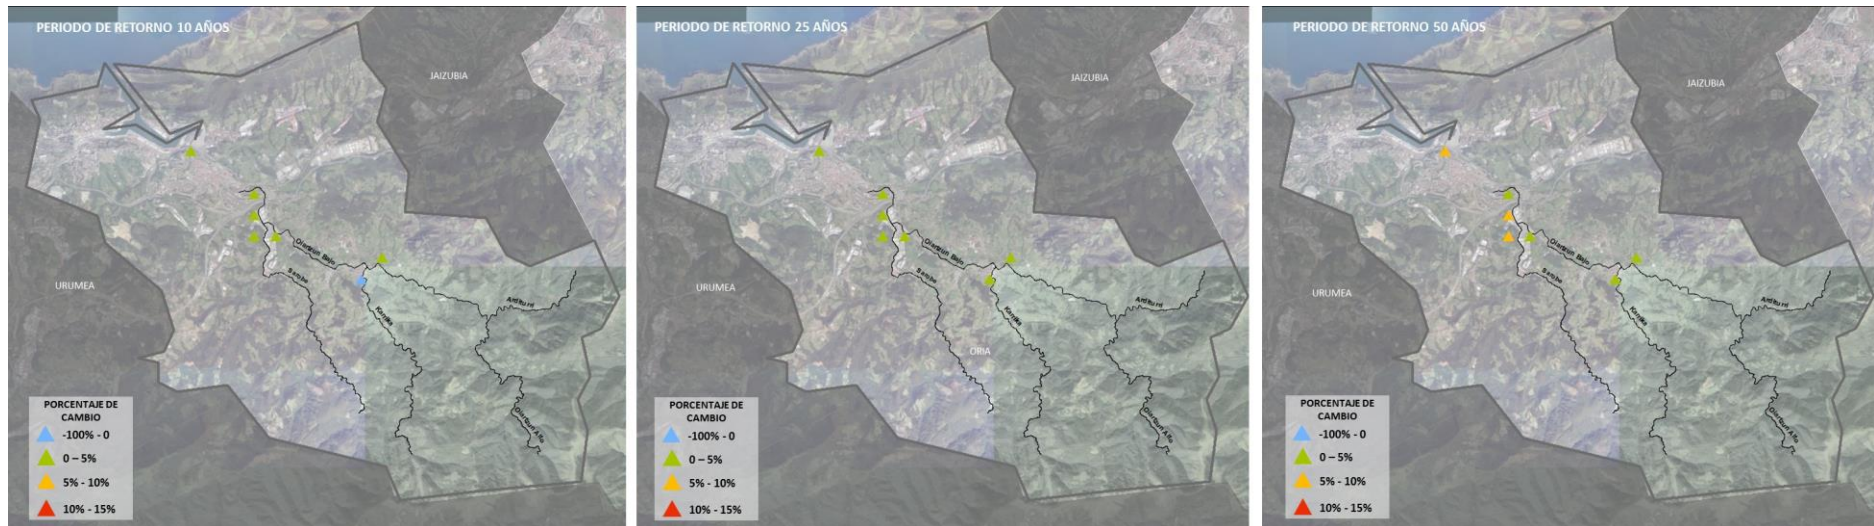 PERIODO DE RETORNO 10 AÑOS
JAIZUBIA
URUMEA
Oiartzun Bajo
Sarobe
Karrika
Arditurri
Oiartzun Alto
PORCENTAJE DE
CAMBIO
-100% - 0
0 – 5%
5% - 10%
10% - 15%
PERIODO DE RETORNO 25 AÑOS
JAIZUBIA
URUMEA
ORIA
Oiartzun Bajo
Sarobe
Karrika
Arditurri
Oiartzun Alto
PORCENTAJE DE
CAMBIO
-100% - 0
0 – 5%
5% - 10%
10% - 15%
PERIODO DE RETORNO 50 AÑOS
JAIZUBIA
URUMEA
Oiartzun Bajo
Sarobe
Karrika
Arditurri
Oiartzun Alto
PORCENTAJE DE
CAMBIO
-100% - 0
0 – 5%
5% - 10%
10% - 15%